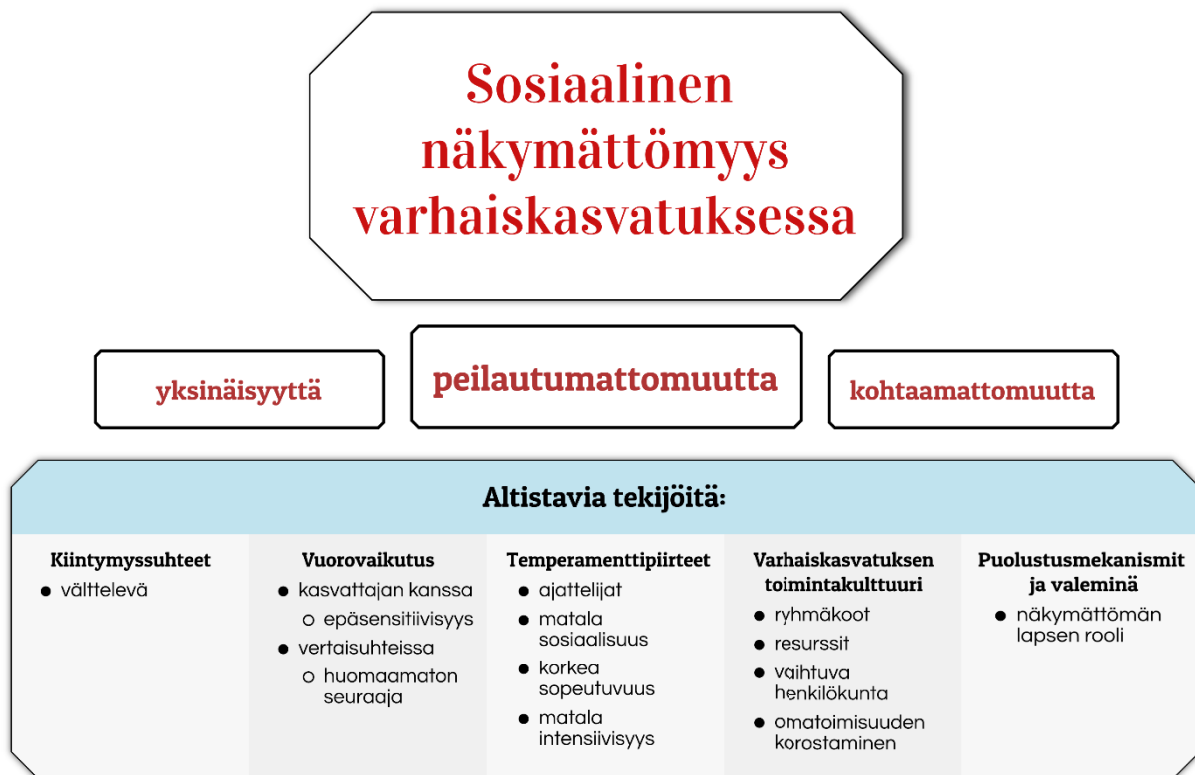 Sosiaalinen
näkymättömyys
varhaiskasvatuksessa
yksinäisyyttä
peilautumattomuutta
kohtaamattomuutta
Altistavia tekijöitä:
Kiintymyssuhteet
● välttelevä
Vuorovaikutus
● kasvattajan kanssa
○ epäsensitiivisyys
● vertaisuhteissa
○ huomaamaton
seuraaja
Temperamenttipiirteet
● ajattelijat
● matala
sosiaalisuus
● korkea
sopeutuvuus
● matala
intensiivisyys
Varhaiskasvatuksen
toimintakulttuuri
● ryhmäkoot
● resurssit
● vaihtuva
henkilökunta
● omatoimisuuden
korostaminen
Puolustusmekanismit
ja valeminä
● näkymättömän
lapsen rooli